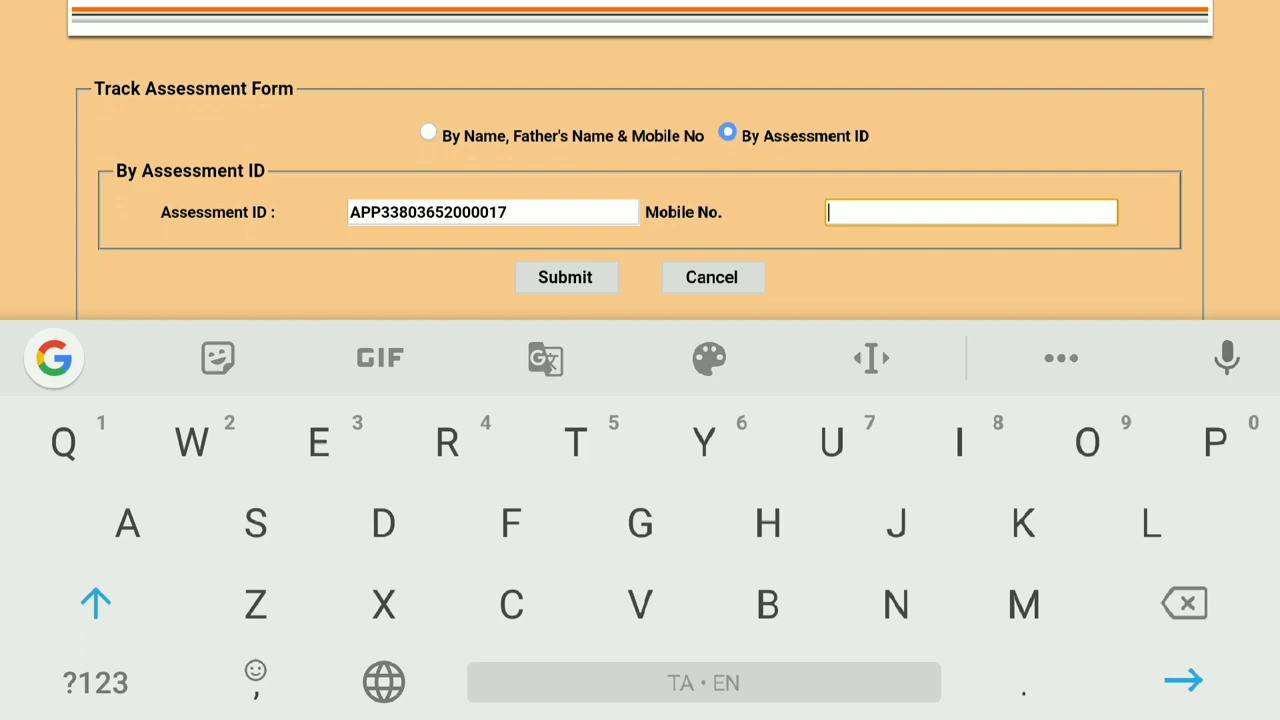 Track Assessment Form
By Name, Father's Name & Mobile No By Assessment ID
By Assessment ID
Assessment ID : APP33803652000017 Mobile No.
Submit Cancel
G GIF G
Q 1 W 2 E 3 R 4 T 5 Y 6 U 7 I 8 O 9 P 0
A S D F G H J K L
Z X C V B N M
?123 , TA • EN .